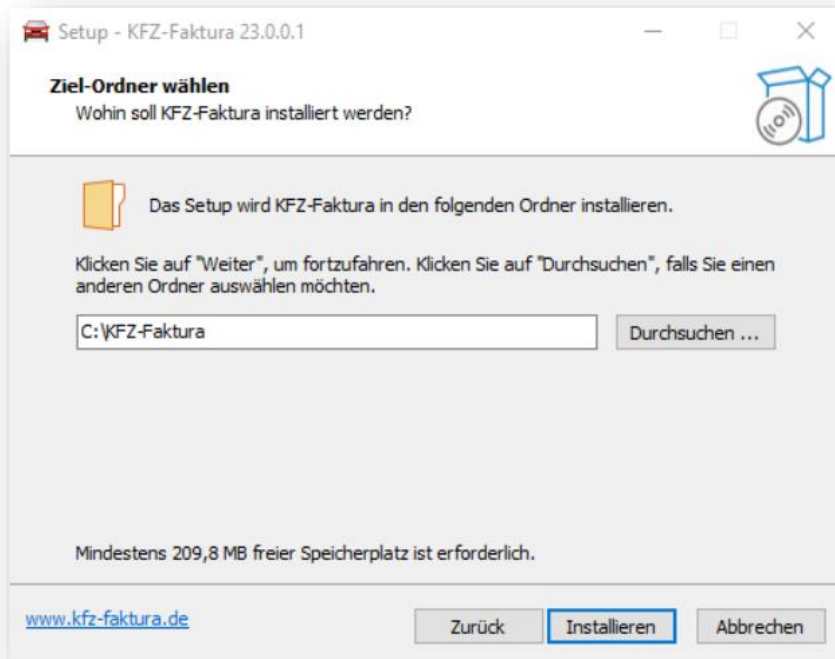 Setup - KFZ-Faktura 23.0.0.1
Ziel-Ordner wählen
Wohin soll KFZ-Faktura installiert werden?
Das Setup wird KFZ-Faktura in den folgenden Ordner installieren.
Klicken Sie auf "Weiter", um fortzufahren. Klicken Sie auf "Durchsuchen", falls Sie einen
anderen Ordner auswählen möchten.
C:\KFZ-Faktura
Durchsuchen ...
Mindestens 209,8 MB freier Speicherplatz ist erforderlich.
www.kfz-faktura.de
Zurück
Installieren
Abbrechen